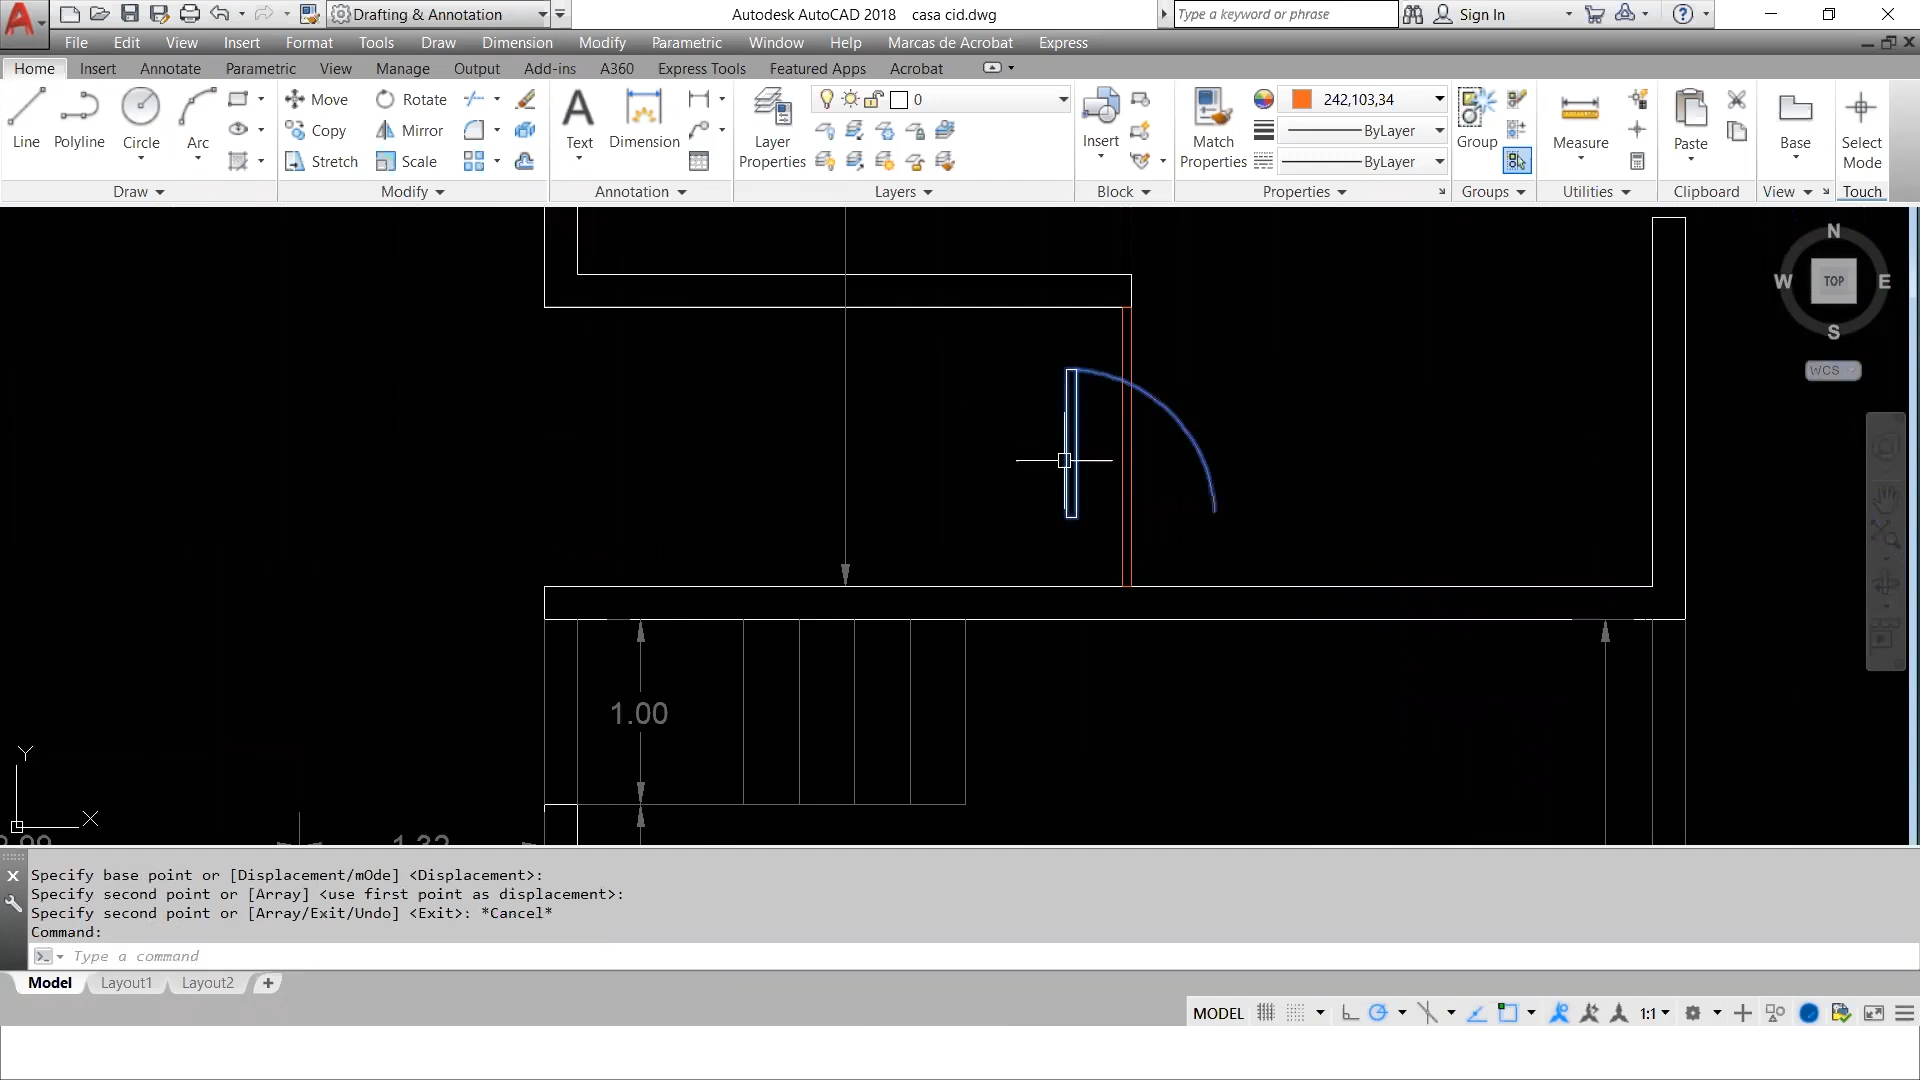 Drafting & Annotation
Autodesk AutoCAD 2018 casa cid.dwg
Type a keyword or phrase
Sign In
File Edit View Insert Format Tools Draw Dimension Modify Parametric Window Help Marcas de Acrobat Express
Home Insert Annotate Parametric View Manage Output Add-ins A360 Express Tools Featured Apps Acrobat
Line Polyline Circle Arc
Move Rotate
Copy Mirror
Stretch Scale
Text Dimension
Layer Properties
0
Insert
Match Properties
242,103,34
ByLayer
ByLayer
Group
Measure
Paste
Base
Select Mode
Draw Modify Annotation Layers Block Properties Groups Utilities Clipboard View Touch
N
W TOP E
S
WCS
1.00
Y
X
1.32
Specify base point or [Displacement/mOde] <Displacement>:
Specify second point or [Array] <use first point as displacement>:
Specify second point or [Array/Exit/Undo] <Exit>: *Cancel*
Command:
Type a command
Model Layout1 Layout2 +
MODEL 1:1